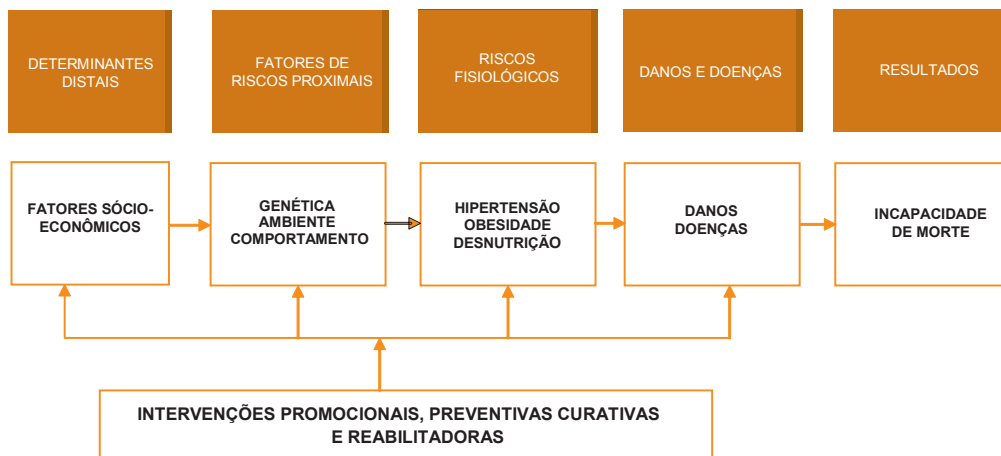 DETERMINANTES
DISTAIS
FATORES DE
RISCOS PROXIMAIS
RISCOS
FISIOLÓGICOS
DANOS E DOENÇAS
RESULTADOS
FATORES SÓCIO-
ECONÔMICOS
GENÉTICA
AMBIENTE
COMPORTAMENTO
HIPERTENSÃO
OBESIDADE
DESNUTRIÇÃO
DANOS
DOENÇAS
INCAPACIDADE
DE MORTE
INTERVENÇÕES PROMOCIONAIS, PREVENTIVAS CURATIVAS
E REABILITADORAS